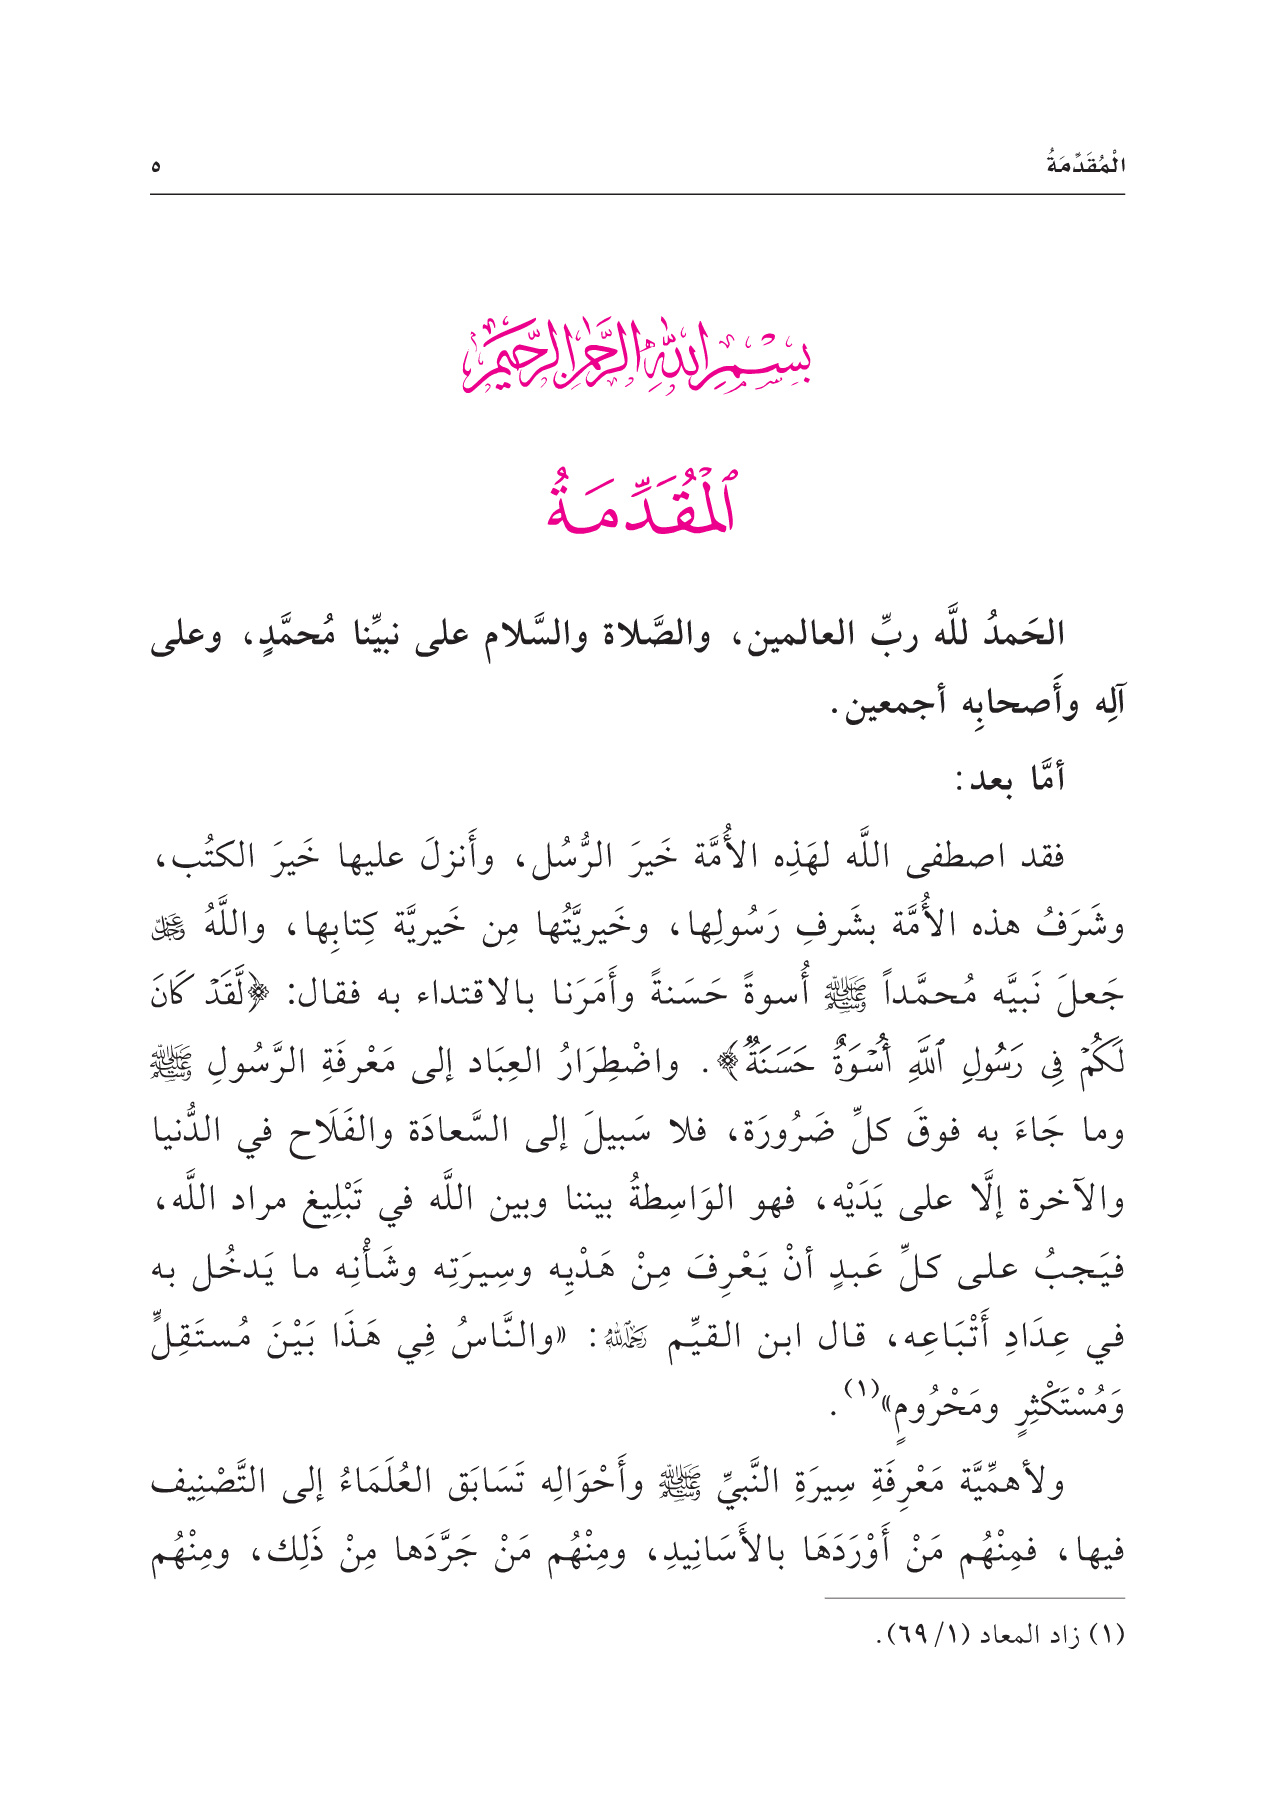 الْمُقَدِّمَةُ ٥
بِسْمِ اللَّهِ الرَّحْمَٰنِ الرَّحِيمِ
ٱلْمُقَدِّمَةُ
الحَمدُ للَّه ربِّ العالمين، والصَّلاة والسَّلام على نبيِّنا مُحمَّدٍ، وعلى
آلِه وأَصحابِه أجمعين.
أمَّا بعد:
فقد اصطفى اللَّه لهَذِه الأُمَّة خَيرَ الرُّسُل، وأَنزلَ عليها خَيرَ الكتُب،
وشَرَفُ هذه الأُمَّة بشَرفِ رَسُولِها، وخَيريَّتُها مِن خَيريَّة كِتابِها، واللَّهُ عزوجل
جَعلَ نَبيَّه مُحمَّداً ﷺ أُسوةً حَسَنةً وأَمَرَنا بالاقتداء به فقال: ﴿لَّقَدْ كَانَ
لَكُمْ فِى رَسُولِ ٱللَّهِ أُسْوَةٌ حَسَنَةٌ﴾. واضْطِرَارُ العِبَاد إلى مَعْرفَةِ الرَّسُولِ ﷺ
وما جَاءَ به فوقَ كلِّ ضَرُورَة، فلا سَبيلَ إلى السَّعادَة والفَلَاح في الدُّنيا
والآخرة إلَّا على يَدَيْه، فهو الوَاسِطةُ بيننا وبين اللَّه في تَبْلِيغ مراد اللَّه،
فيَجبُ على كلِّ عَبدٍ أنْ يَعْرِفَ مِنْ هَدْيِه وسِيرَتِه وشَأْنِه ما يَدخُل به
في عِدَادِ أَتْبَاعِه، قال ابن القيِّم رحمه الله: «والنَّاسُ فِي هَذَا بَيْنَ مُستَقِلٍّ
وَمُسْتَكْثِرٍ ومَحْرُومٍ»(١).
ولأهمِّيَّة مَعْرِفَةِ سِيرَةِ النَّبيِّ ﷺ وأَحْوَالِه تَسَابَق العُلَمَاءُ إلى التَّصْنِيف
فيها، فمِنْهُم مَنْ أَوْرَدَهَا بالأَسَانِيدِ، ومِنْهُم مَنْ جَرَّدَها مِنْ ذَلِك، ومِنْهُم
(١) زاد المعاد (١/ ٦٩).